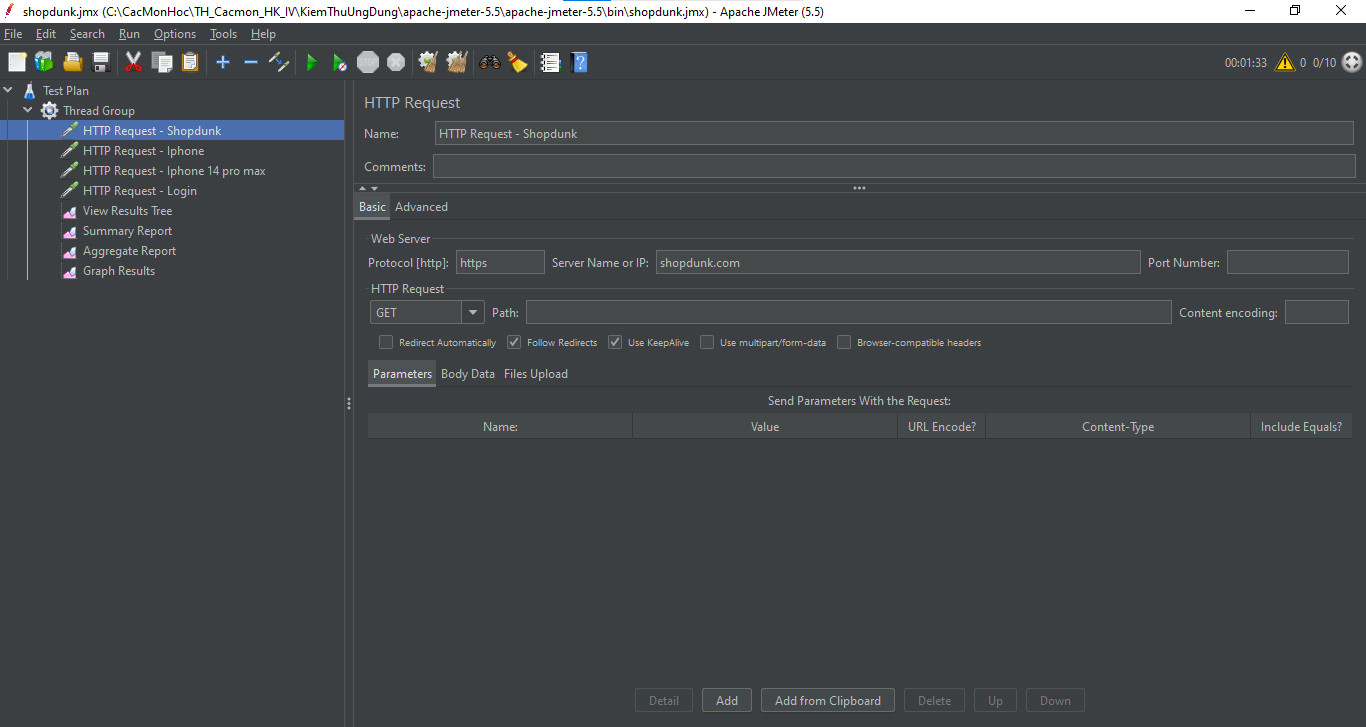 shopdunk.jmx (C:\CacMonHoc\TH_Cacmon_HK_IV\KiemThuUngDung\apache-jmeter-5.5\apache-jmeter-5.5\bin\shopdunk.jmx) - Apache JMeter (5.5)
File Edit Search Run Options Tools Help
STOP 00:01:33 0 0/10
Test Plan
Thread Group
HTTP Request - Shopdunk
HTTP Request - Iphone
HTTP Request - Iphone 14 pro max
HTTP Request - Login
View Results Tree
Summary Report
Aggregate Report
Graph Results
HTTP Request
Name: HTTP Request - Shopdunk
Comments:
Basic Advanced
Web Server
Protocol [http]: https Server Name or IP: shopdunk.com Port Number:
HTTP Request
GET Path: Content encoding:
Redirect Automatically Follow Redirects Use KeepAlive Use multipart/form-data Browser-compatible headers
Parameters Body Data Files Upload
Send Parameters With the Request:
Name: Value URL Encode? Content-Type Include Equals?
Detail Add Add from Clipboard Delete Up Down